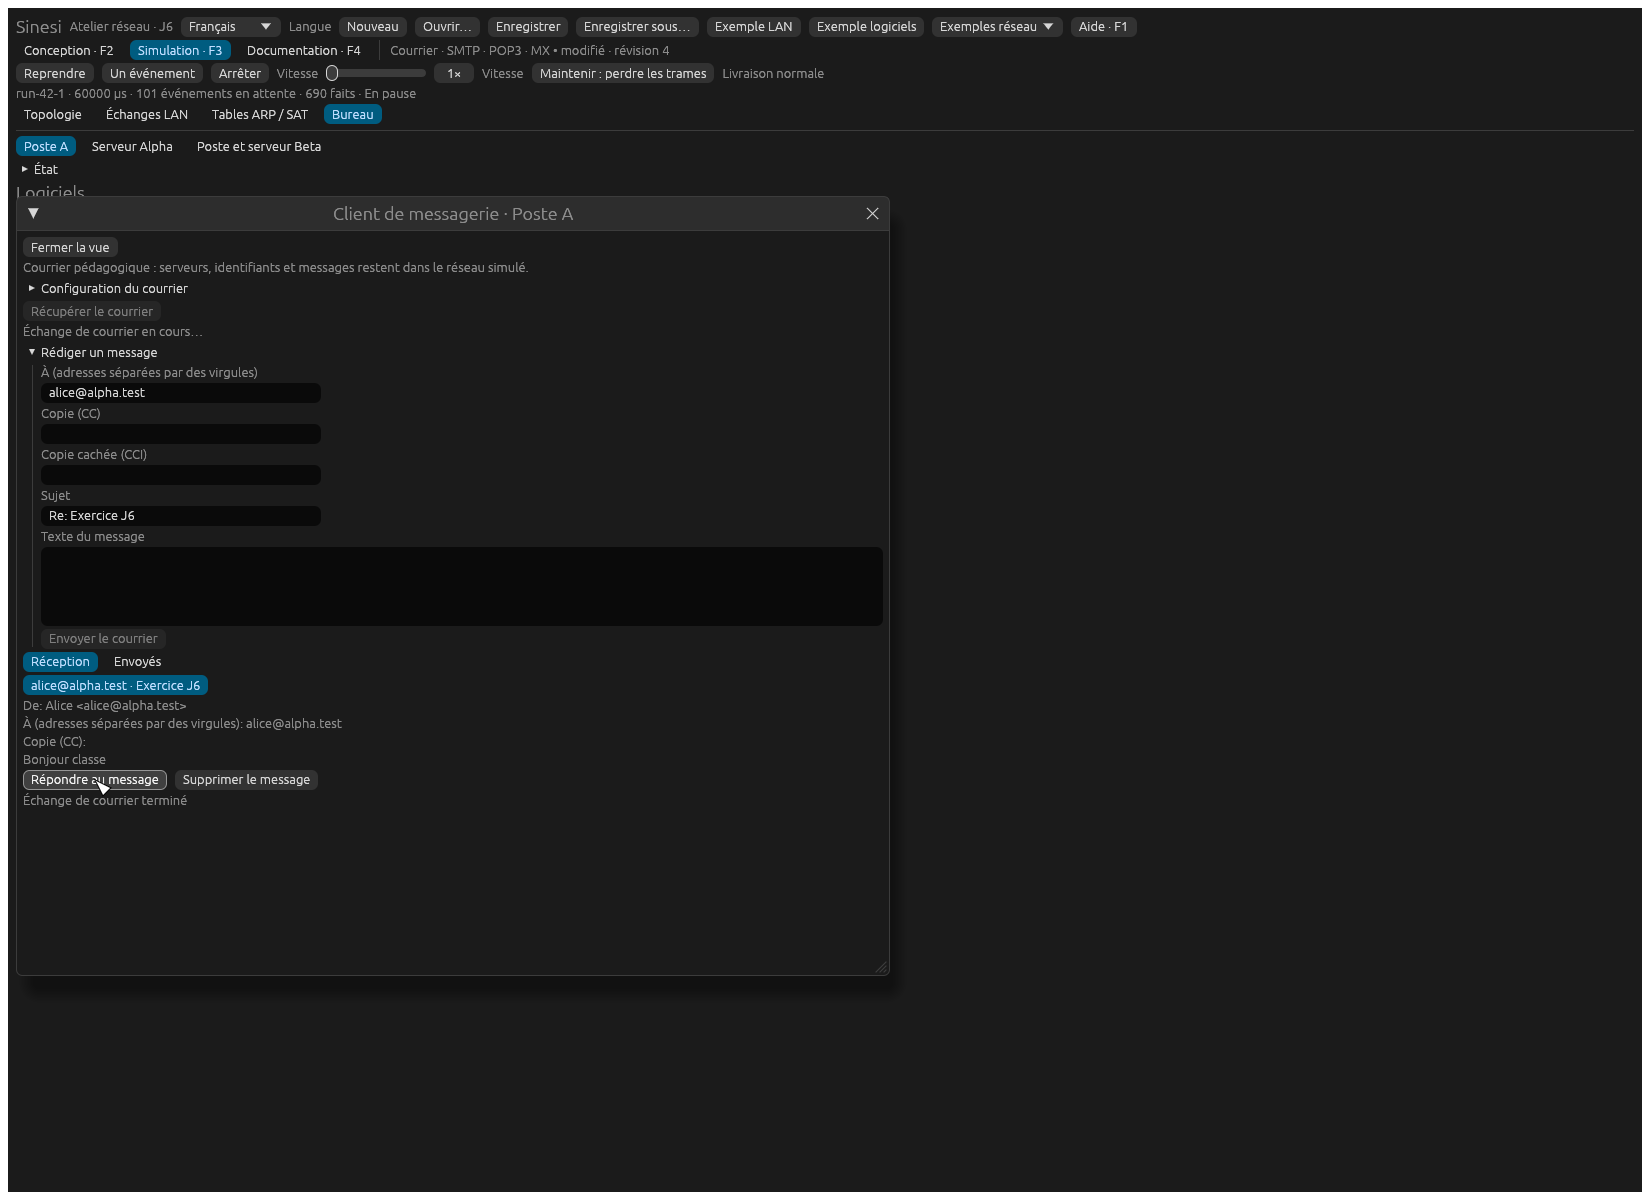 Sinesi Atelier réseau · J6 Français Langue Nouveau Ouvrir… Enregistrer Enregistrer sous… Exemple LAN Exemple logiciels Exemples réseau Aide · F1
Conception · F2 Simulation · F3 Documentation · F4 Courrier · SMTP · POP3 · MX • modifié · révision 4
Reprendre Un événement Arrêter Vitesse 1× Vitesse Maintenir : perdre les trames Livraison normale
run-42-1 · 60000 µs · 101 événements en attente · 690 faits · En pause
Topologie Échanges LAN Tables ARP / SAT Bureau
Poste A Serveur Alpha Poste et serveur Beta
État
Logiciels
Client de messagerie · Poste A
Fermer la vue
Courrier pédagogique : serveurs, identifiants et messages restent dans le réseau simulé.
Configuration du courrier
Récupérer le courrier
Échange de courrier en cours…
Rédiger un message
À (adresses séparées par des virgules)
alice@alpha.test
Copie (CC)
Copie cachée (CCI)
Sujet
Re: Exercice J6
Texte du message
Envoyer le courrier
Réception Envoyés
alice@alpha.test · Exercice J6
De: Alice <alice@alpha.test>
À (adresses séparées par des virgules): alice@alpha.test
Copie (CC):
Bonjour classe
Répondre au message Supprimer le message
Échange de courrier terminé